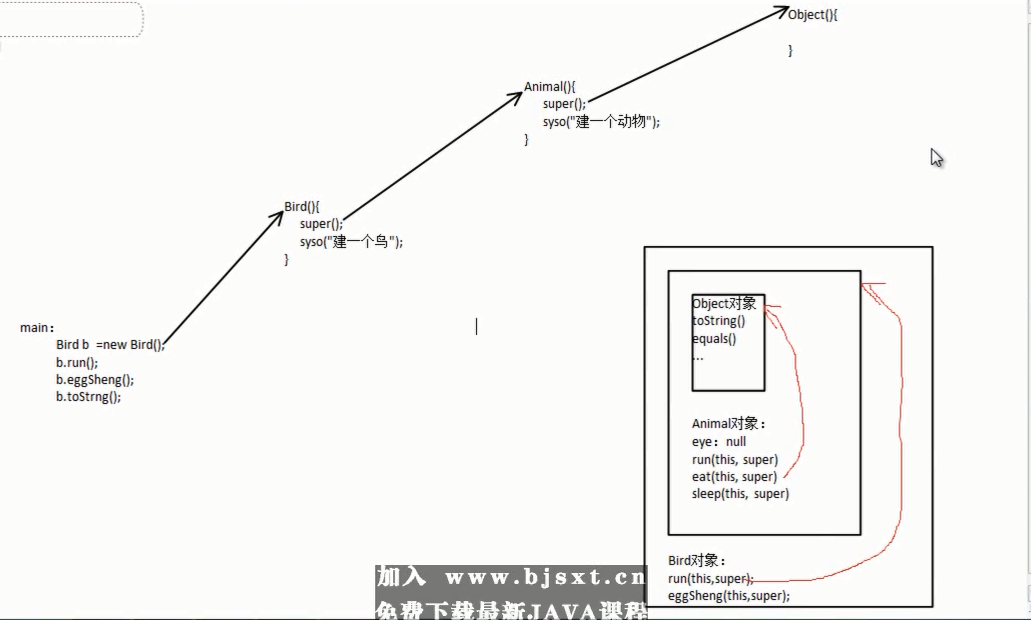 Object(){
}
Animal(){
super();
syso("建一个动物");
}
Bird(){
super();
syso("建一个鸟");
}
main：
Bird b =new Bird();
b.run();
b.eggSheng();
b.toStrng();
Object对象
toString()
equals()
...
Animal对象：
eye：null
run(this, super)
eat(this, super)
sleep(this, super)
Bird对象：
run(this,super);
eggSheng(this,super);
加入 www.bjsxt.cn
免费下载最新JAVA课程